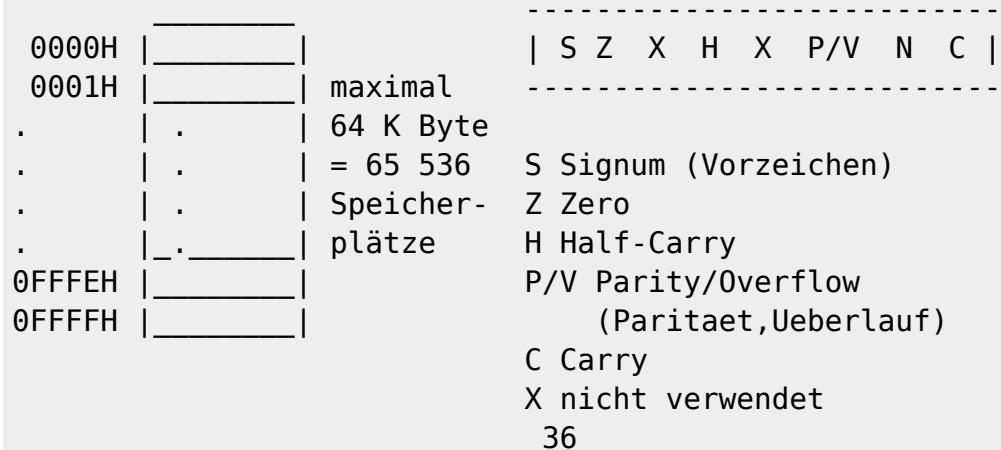 ________             ---------------------------
 0000H |________|            | S Z  X  H  X  P/V  N  C |
 0001H |________| maximal    ---------------------------
.      | .      | 64 K Byte
.      | .      | = 65 536   S Signum (Vorzeichen)
.      | .      | Speicher-  Z Zero
.      |_.______| plätze     H Half-Carry
0FFFEH |________|            P/V Parity/Overflow
0FFFFH |________|                (Paritaet,Ueberlauf)
                             C Carry
                             X nicht verwendet
                              36